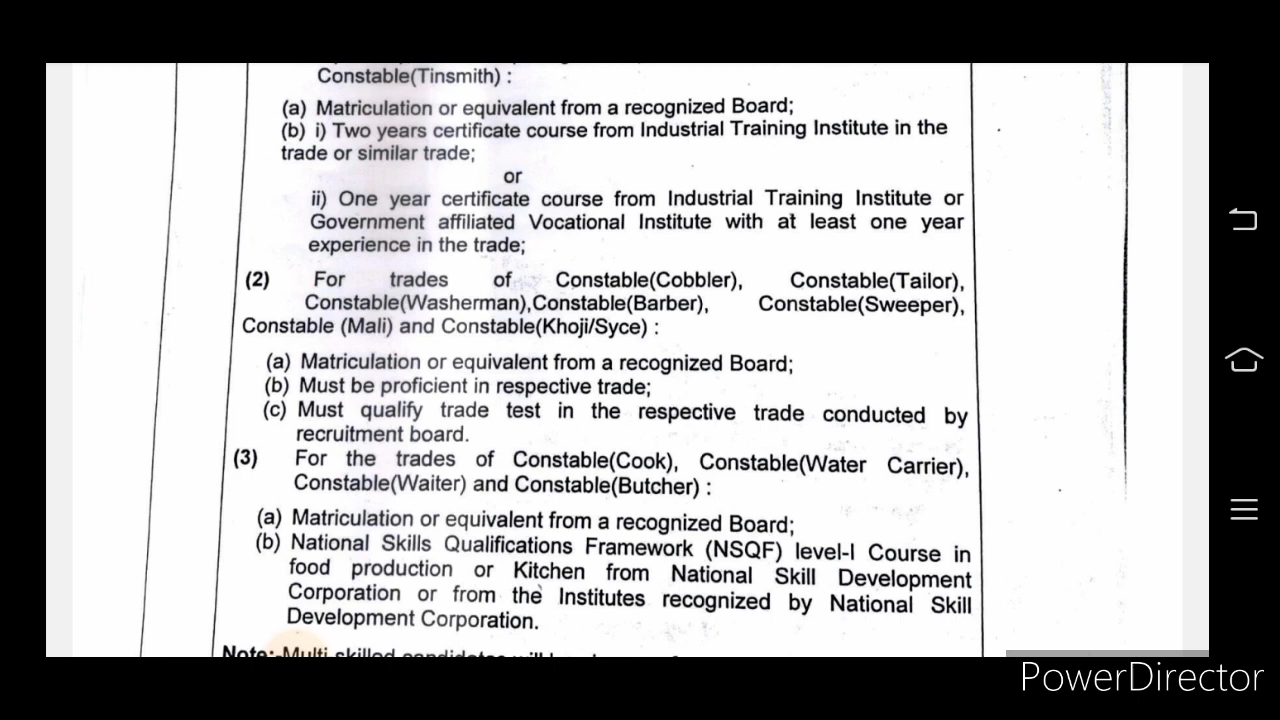 Constable(Tinsmith) :
(a) Matriculation or equivalent from a recognized Board;
(b) i) Two years certificate course from Industrial Training Institute in the
trade or similar trade;
or
ii) One year certificate course from Industrial Training Institute or
Government affiliated Vocational Institute with at least one year
experience in the trade;
(2) For trades of Constable(Cobbler), Constable(Tailor),
Constable(Washerman),Constable(Barber), Constable(Sweeper),
Constable (Mali) and Constable(Khoji/Syce) :
(a) Matriculation or equivalent from a recognized Board;
(b) Must be proficient in respective trade;
(c) Must qualify trade test in the respective trade conducted by
recruitment board.
(3) For the trades of Constable(Cook), Constable(Water Carrier),
Constable(Waiter) and Constable(Butcher) :
(a) Matriculation or equivalent from a recognized Board;
(b) National Skills Qualifications Framework (NSQF) level-I Course in
food production or Kitchen from National Skill Development
Corporation or from the Institutes recognized by National Skill
Development Corporation.
Note:-Multi skilled candidates will
PowerDirector